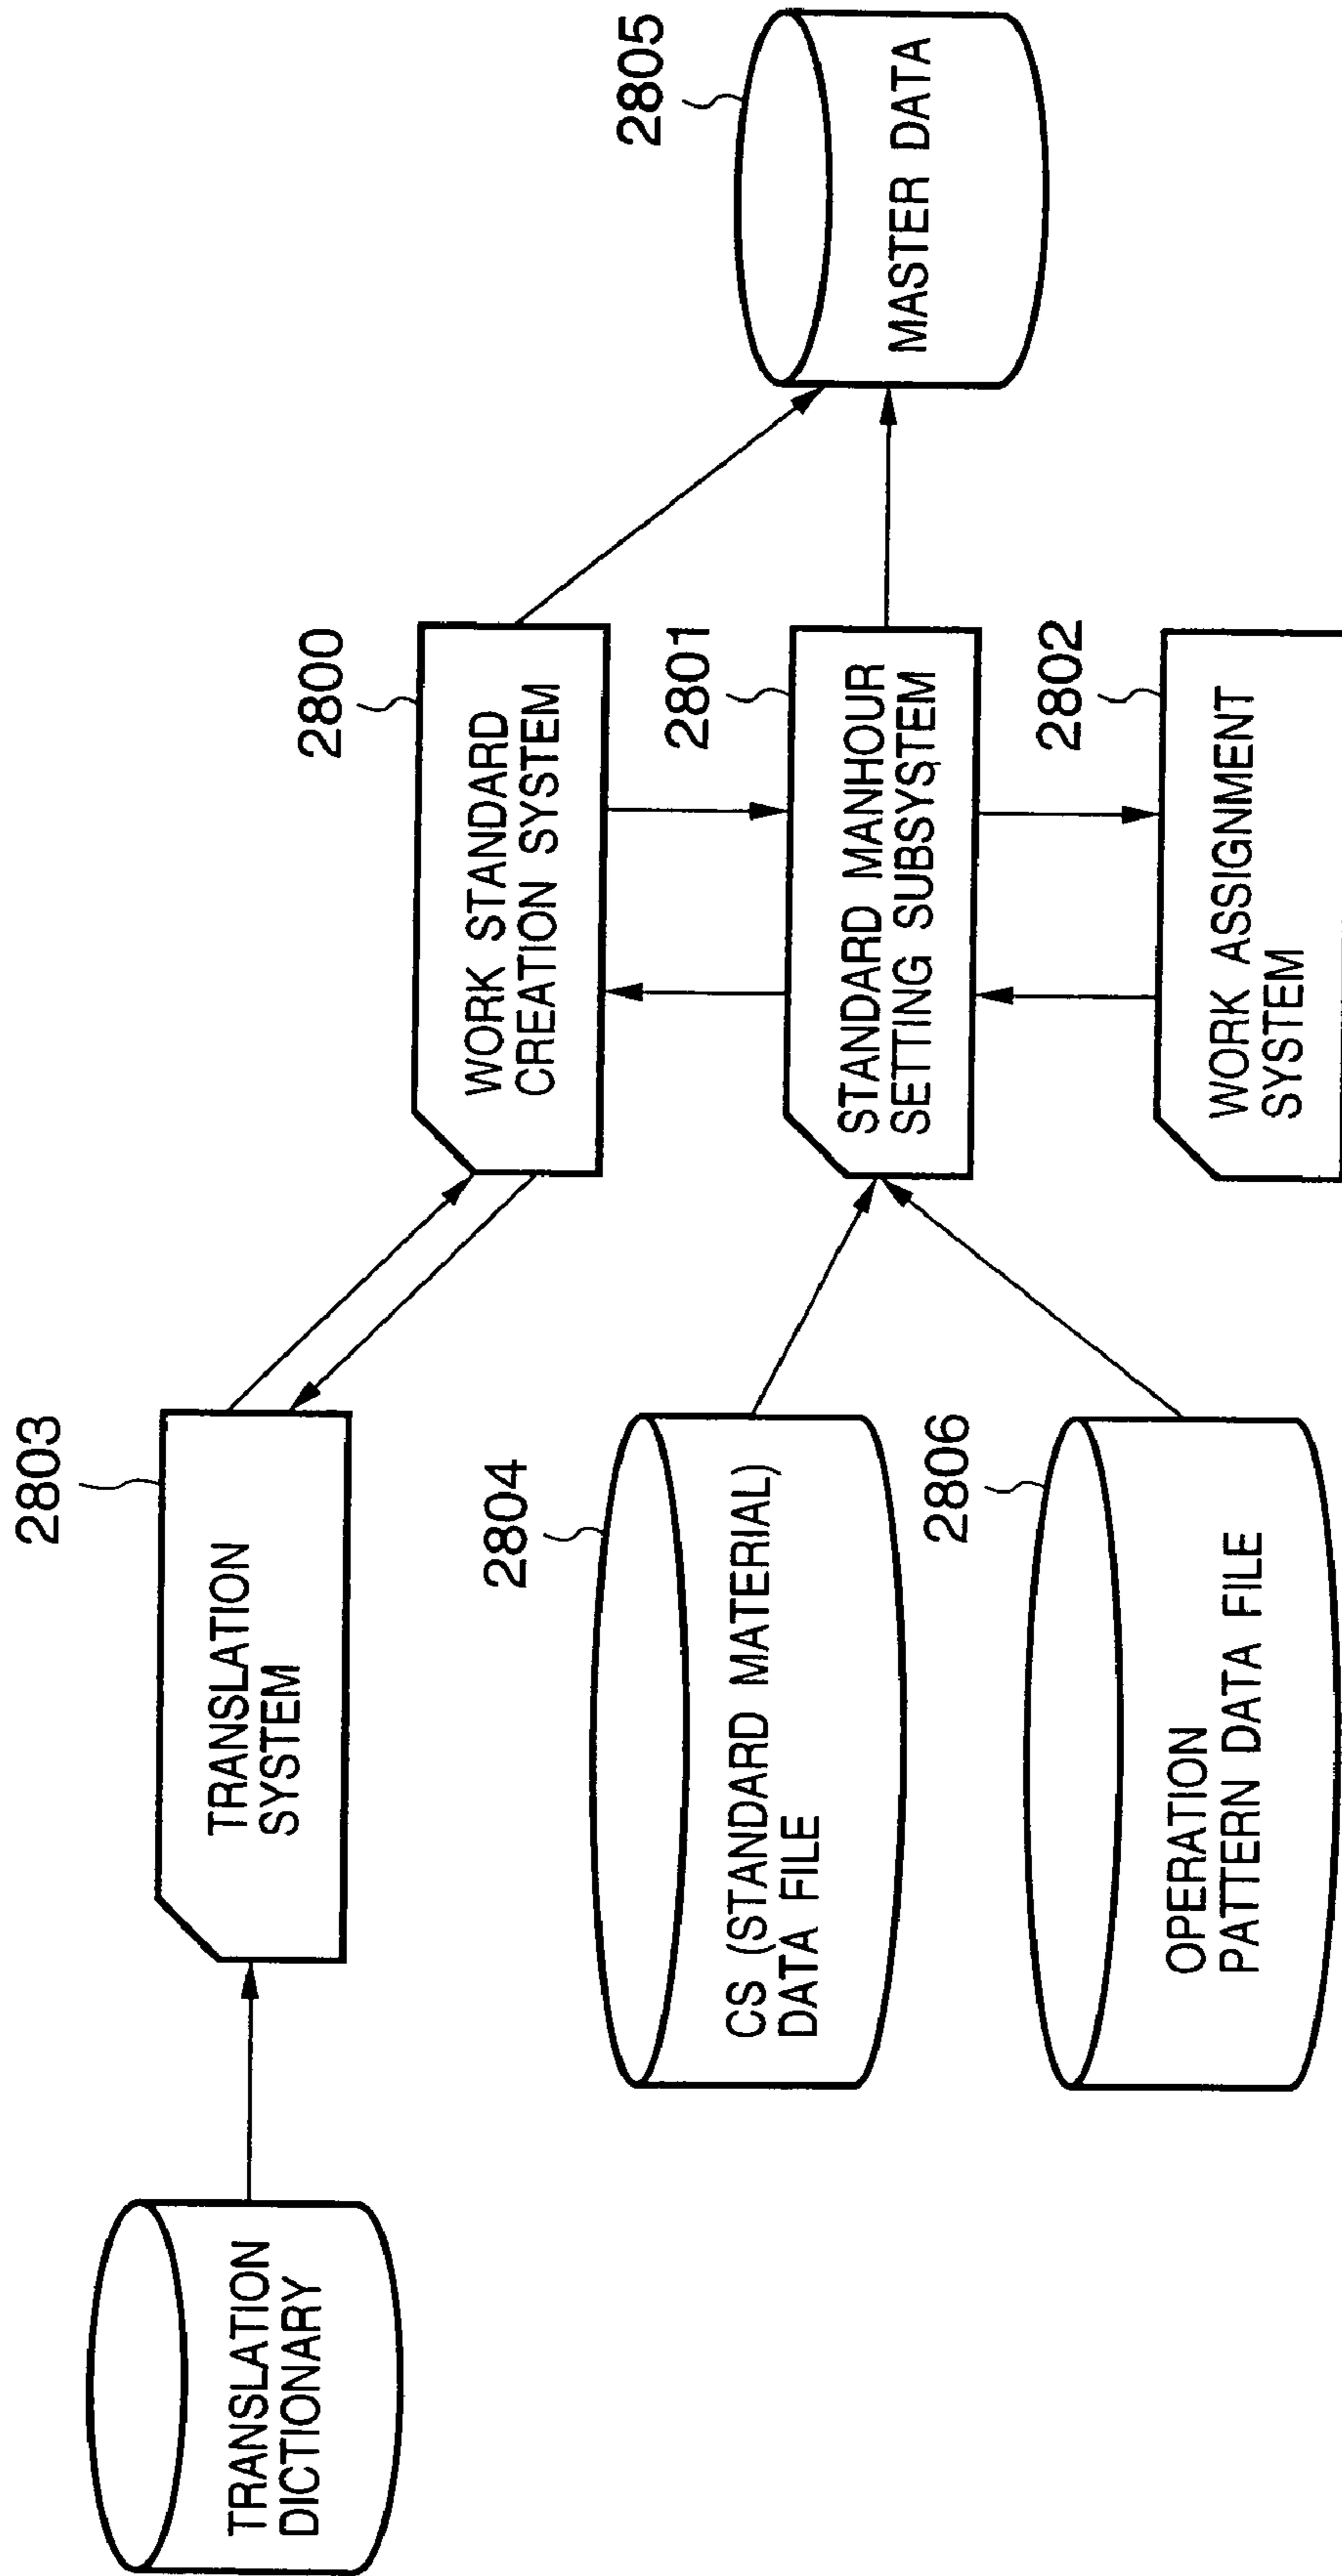 2803
TRANSLATION
SYSTEM
TRANSLATION
DICTIONARY
2800
WORK STANDARD
CREATION SYSTEM
2805
MASTER DATA
2804
CS (STANDARD MATERIAL)
DATA FILE
2801
STANDARD MANHOUR
SETTING SUBSYSTEM
2806
OPERATION
PATTERN DATA FILE
2802
WORK ASSIGNMENT
SYSTEM